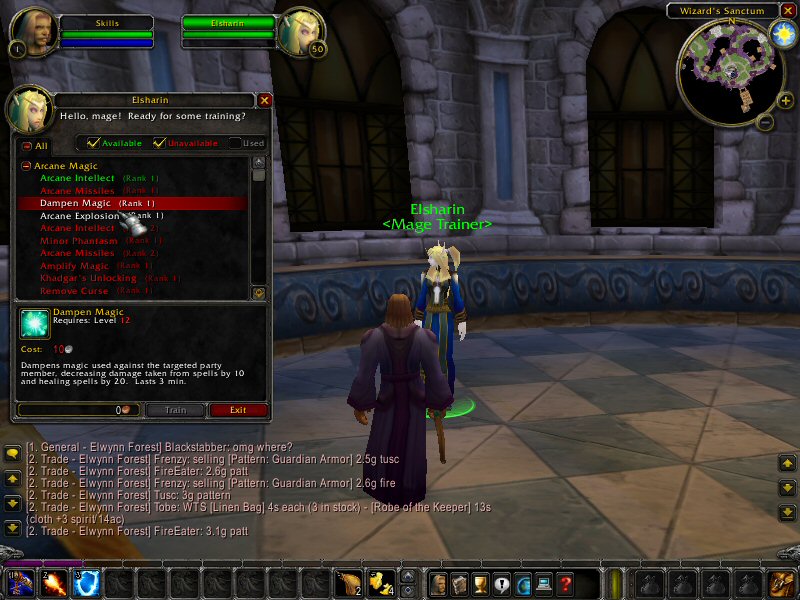 Skills
1
Elsharin
50
Wizard's Sanctum
N
Elsharin
Hello, mage! Ready for some training?
All
Available
Unavailable
Used
Arcane Magic
Arcane Intellect (Rank 1)
Arcane Missiles (Rank 1)
Dampen Magic (Rank 1)
Arcane Explosion (Rank 1)
Arcane Intellect (Rank 2)
Minor Phantasm (Rank 1)
Arcane Missiles (Rank 2)
Amplify Magic (Rank 1)
Khadgar's Unlocking (Rank 1)
Remove Curse (Rank 1)
Dampen Magic
Requires: Level 12
Cost: 10
Dampens magic used against the targeted party
member, decreasing damage taken from spells by 10
and healing spells by 20. Lasts 3 min.
0
Train
Exit
Elsharin
<Mage Trainer>
[1. General - Elwynn Forest] Blackstabber: omg where?
[2. Trade - Elwynn Forest] Frenzy: selling [Pattern: Guardian Armor] 2.5g tusc
[2. Trade - Elwynn Forest] FireEater: 2.6g patt
[2. Trade - Elwynn Forest] Frenzy: selling [Pattern: Guardian Armor] 2.6g fire
[2. Trade - Elwynn Forest] Tusc: 3g pattern
[2. Trade - Elwynn Forest] Tobe: WTS [Linen Bag] 4s each (3 in stock) - [Robe of the Keeper] 13s
(cloth +3 spirit/14ac)
[2. Trade - Elwynn Forest] FireEater: 3.1g patt
1
2
3
2
4